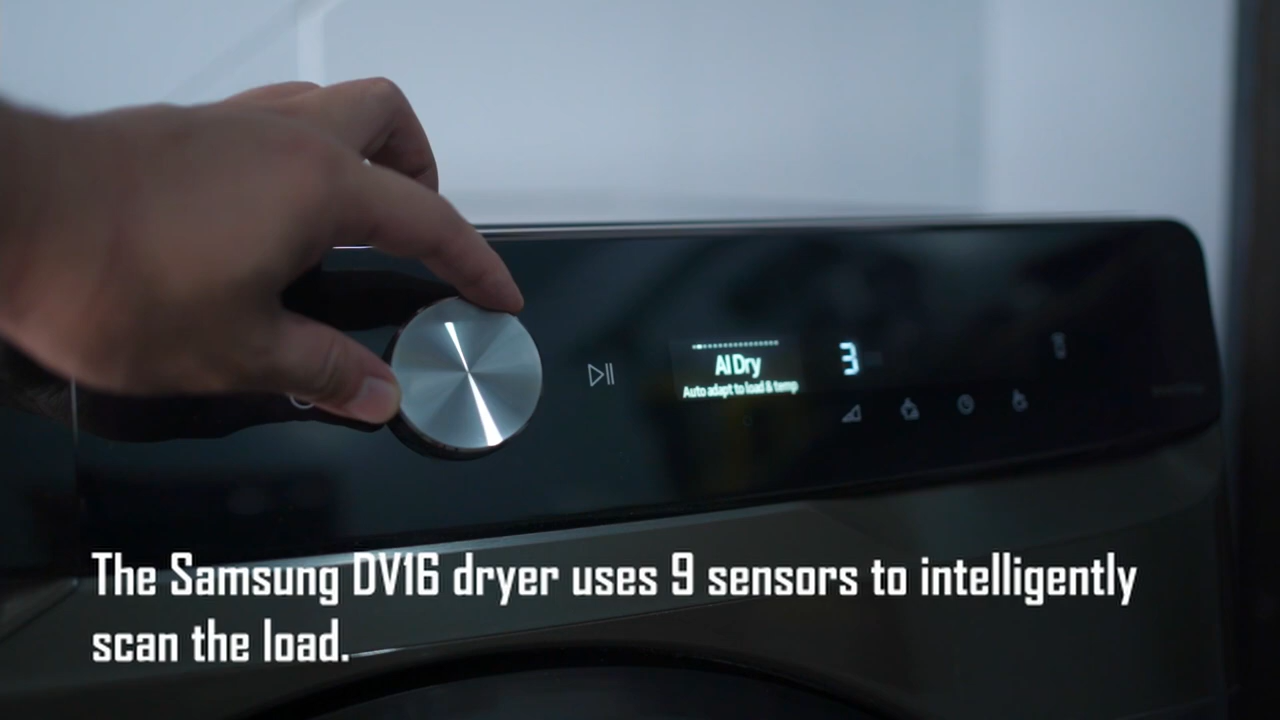 AI Dry
Auto adapt to load & temp
3
The Samsung DV16 dryer uses 9 sensors to intelligently
scan the load.